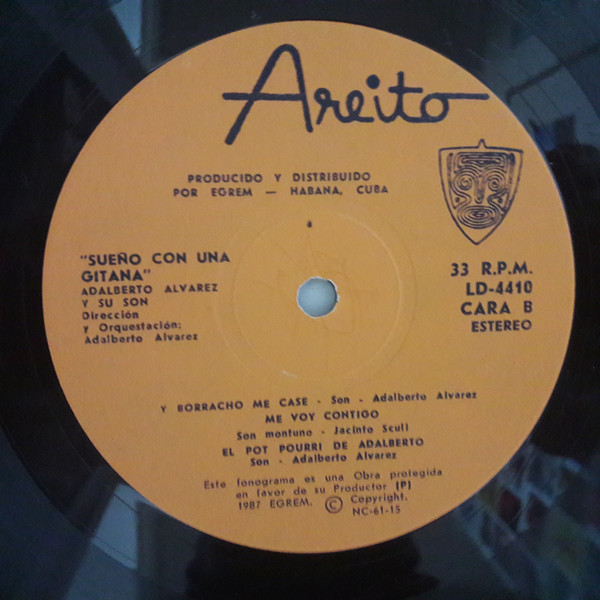 Areito
PRODUCIDO Y DISTRIBUIDO
POR EGREM — HABANA, CUBA
"SUEÑO CON UNA
GITANA"
ADALBERTO ALVAREZ
Y SU SON
Dirección
y Orquestación:
Adalberto Alvarez
33 R.P.M.
LD-4410
CARA B
ESTEREO
Y BORRACHO ME CASE - Son - Adalberto Alvarez
ME VOY CONTIGO
Son montuno - Jacinto Scull
EL POT POURRI DE ADALBERTO
Son - Adalberto Alvarez
Este fonograma es una Obra protegida
en favor de su Productor (P)
1987 EGREM. © Copyright.
NC-61-15